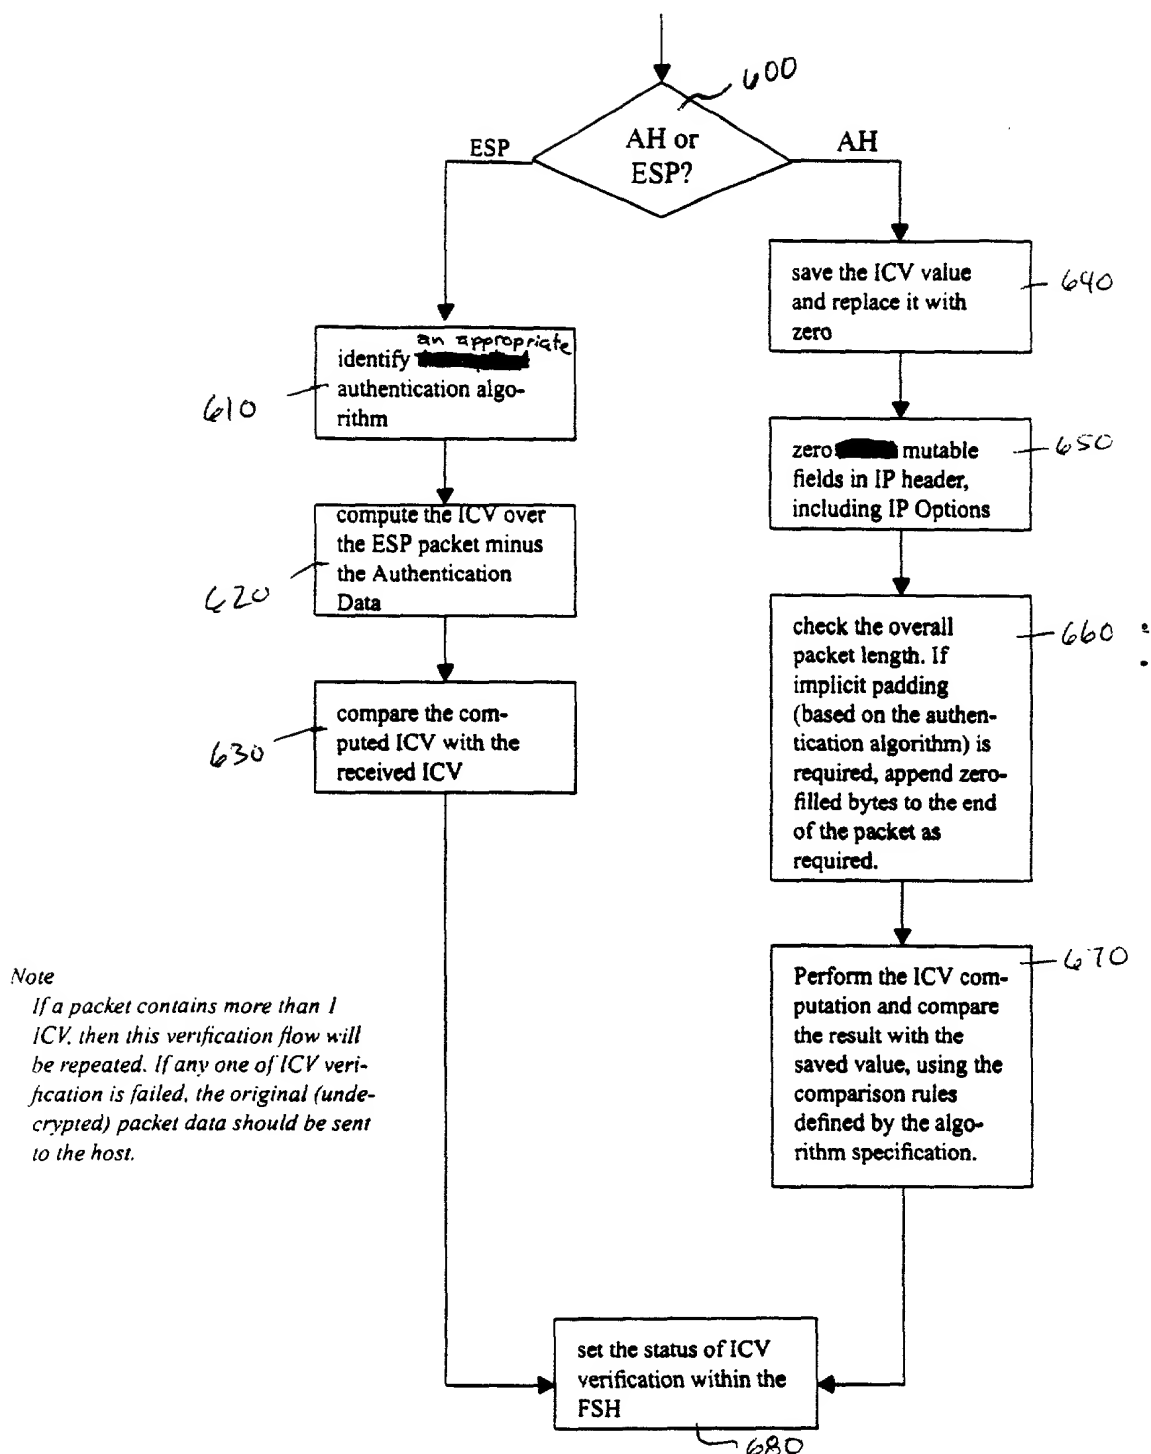 600
AH or
ESP?
ESP
AH
an appropriate
identify
authentication algo-
rithm
610
compute the ICV over
the ESP packet minus
the Authentication
Data
620
compare the com-
puted ICV with the
received ICV
630
save the ICV value
and replace it with
zero
640
zero mutable
fields in IP header,
including IP Options
650
check the overall
packet length. If
implicit padding
(based on the authen-
tication algorithm) is
required, append zero-
filled bytes to the end
of the packet as
required.
660
Perform the ICV com-
putation and compare
the result with the
saved value, using the
comparison rules
defined by the algo-
rithm specification.
670
Note
If a packet contains more than 1
ICV, then this verification flow will
be repeated. If any one of ICV veri-
fication is failed, the original (unde-
crypted) packet data should be sent
to the host.
set the status of ICV
verification within the
FSH
680